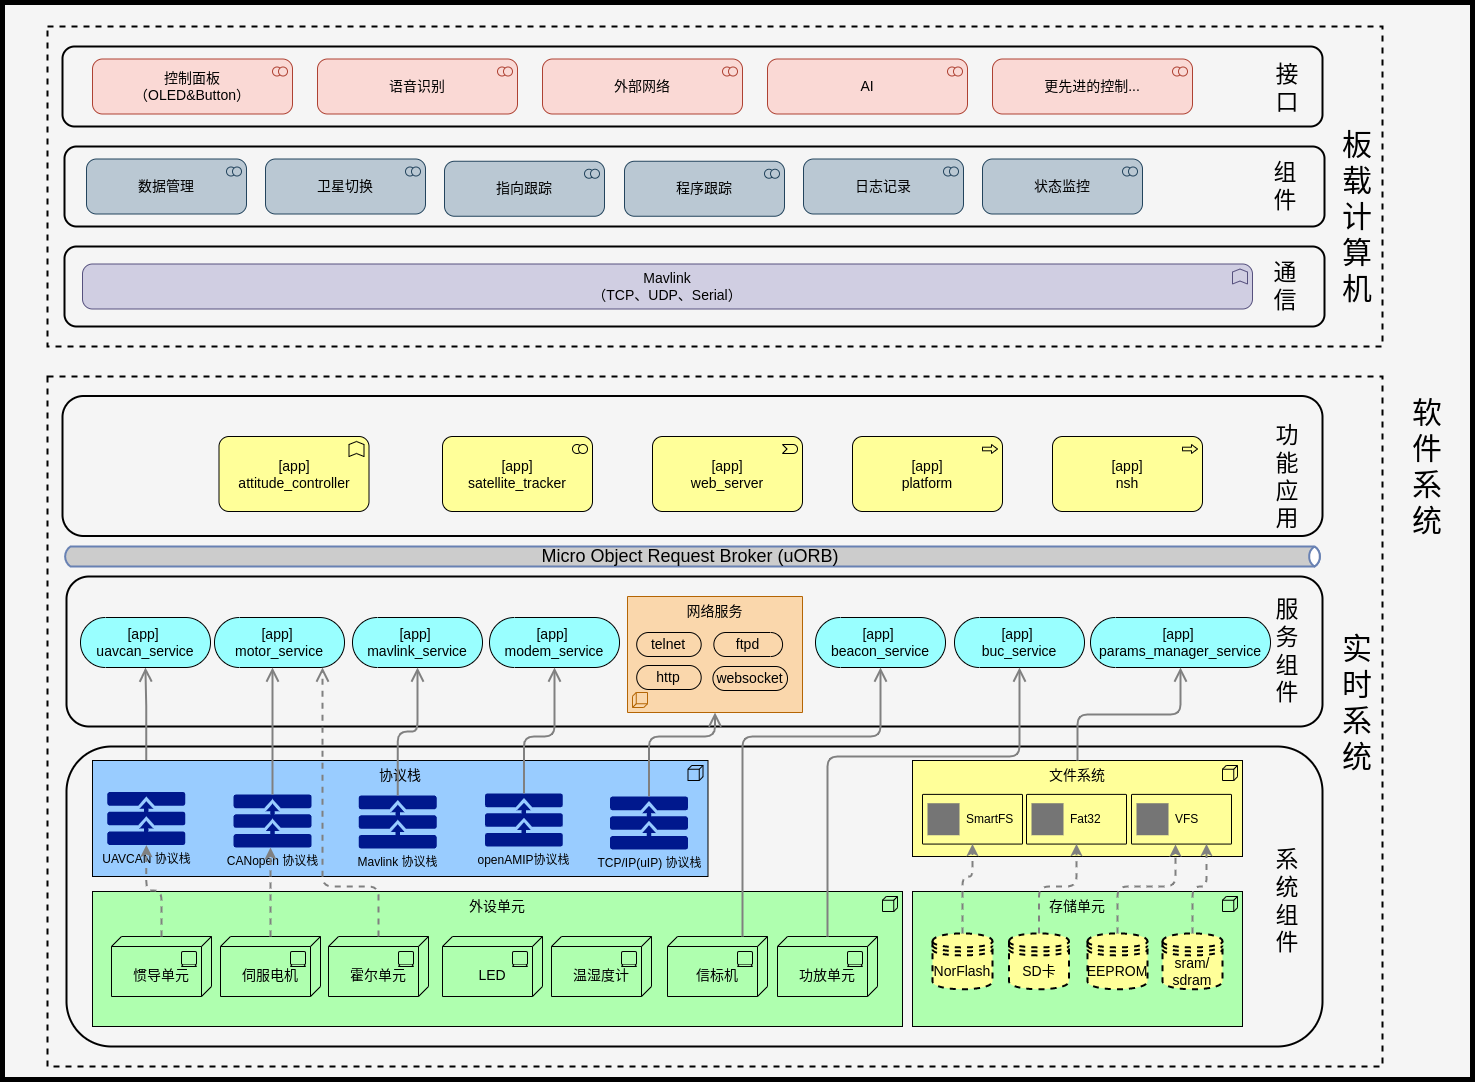 控制面板
（OLED&Button）
语音识别
外部网络
AI
更先进的控制...
接
口
数据管理
卫星切换
指向跟踪
程序跟踪
日志记录
状态监控
组
件
Mavlink
（TCP、UDP、Serial）
通
信
板
载
计
算
机
[app]
attitude_controller
[app]
satellite_tracker
[app]
web_server
[app]
platform
[app]
nsh
功
能
应
用
Micro Object Request Broker (uORB)
[app]
uavcan_service
[app]
motor_service
[app]
mavlink_service
[app]
modem_service
网络服务
telnet
ftpd
http
websocket
[app]
beacon_service
[app]
buc_service
[app]
params_manager_service
服
务
组
件
协议栈
UAVCAN 协议栈
CANopen 协议栈
Mavlink 协议栈
openAMIP协议栈
TCP/IP(uIP) 协议栈
文件系统
SmartFS
Fat32
VFS
外设单元
惯导单元
伺服电机
霍尔单元
LED
温湿度计
信标机
功放单元
存储单元
NorFlash
SD卡
EEPROM
sram/
sdram
系
统
组
件
实
时
系
统
软
件
系
统